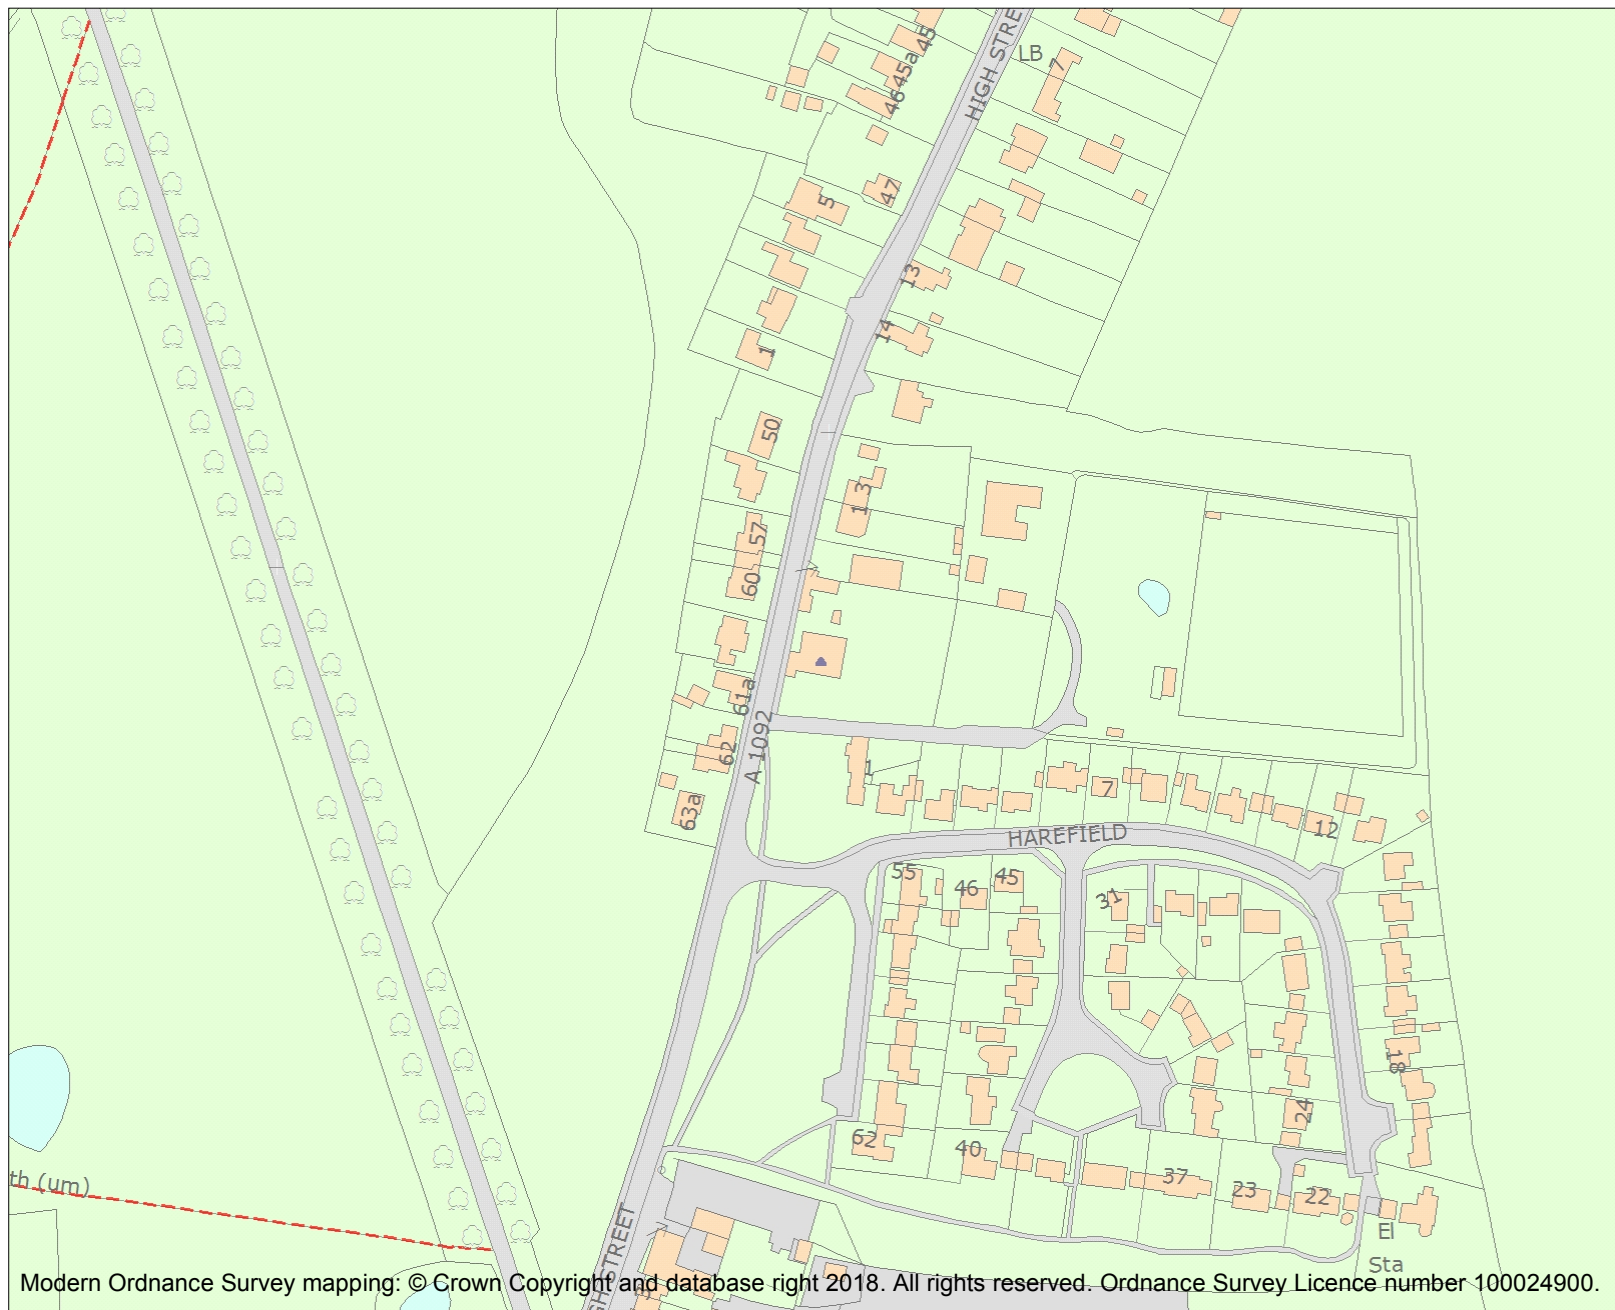 45
HIGH STRE
LB
7
45a
46
47
5
13
14
1
50
1 3
57
60
61a
62
A 1092
63a
1
7
12
HAREFIELD
55
46
45
31
18
24
62
40
37
23
22
El
Sta
th (um)
GH STREET
Modern Ordnance Survey mapping: © Crown Copyright and database right 2018. All rights reserved. Ordnance Survey Licence number 100024900.